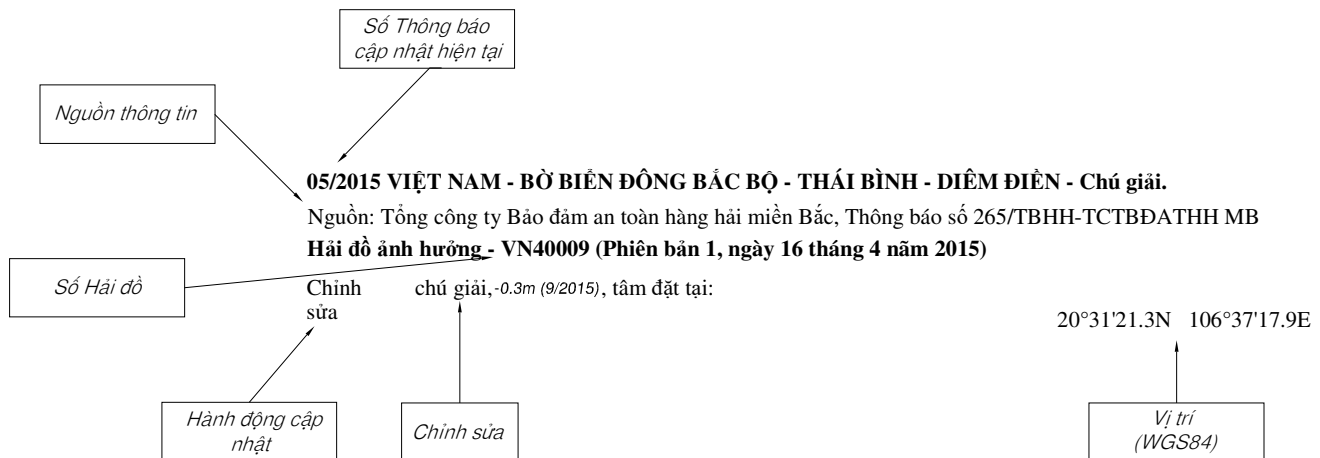 Số Thông báo
cập nhật hiện tại
Nguồn thông tin
05/2015 VIỆT NAM - BỜ BIỂN ĐÔNG BẮC BỘ - THÁI BÌNH - DIÊM ĐIỀN - Chú giải.
Nguồn: Tổng công ty Bảo đảm an toàn hàng hải miền Bắc, Thông báo số 265/TBHH-TCTBĐATHH MB
Hải đồ ảnh hưởng - VN40009 (Phiên bản 1, ngày 16 tháng 4 năm 2015)
Số Hải đồ
Chỉnh chú giải, -0.3m (9/2015), tâm đặt tại:
sửa
20°31'21.3N 106°37'17.9E
Hành động cập
nhật
Chỉnh sửa
Vị trí
(WGS84)